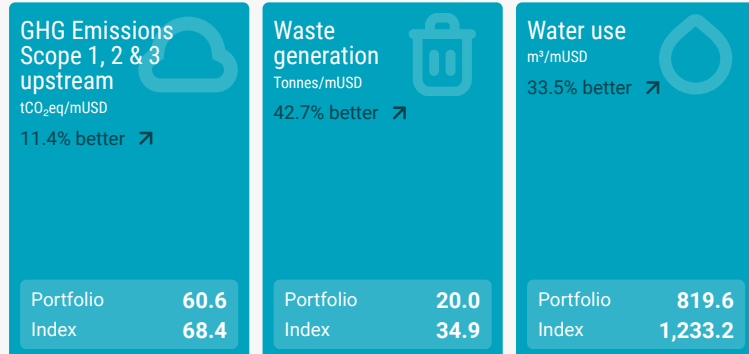 GHG Emissions
Scope 1, 2 & 3
upstream
tCO₂eq/mUSD
11.4% better
Portfolio 60.6
Index 68.4
Waste
generation
Tonnes/mUSD
42.7% better
Portfolio 20.0
Index 34.9
Water use
m³/mUSD
33.5% better
Portfolio 819.6
Index 1,233.2